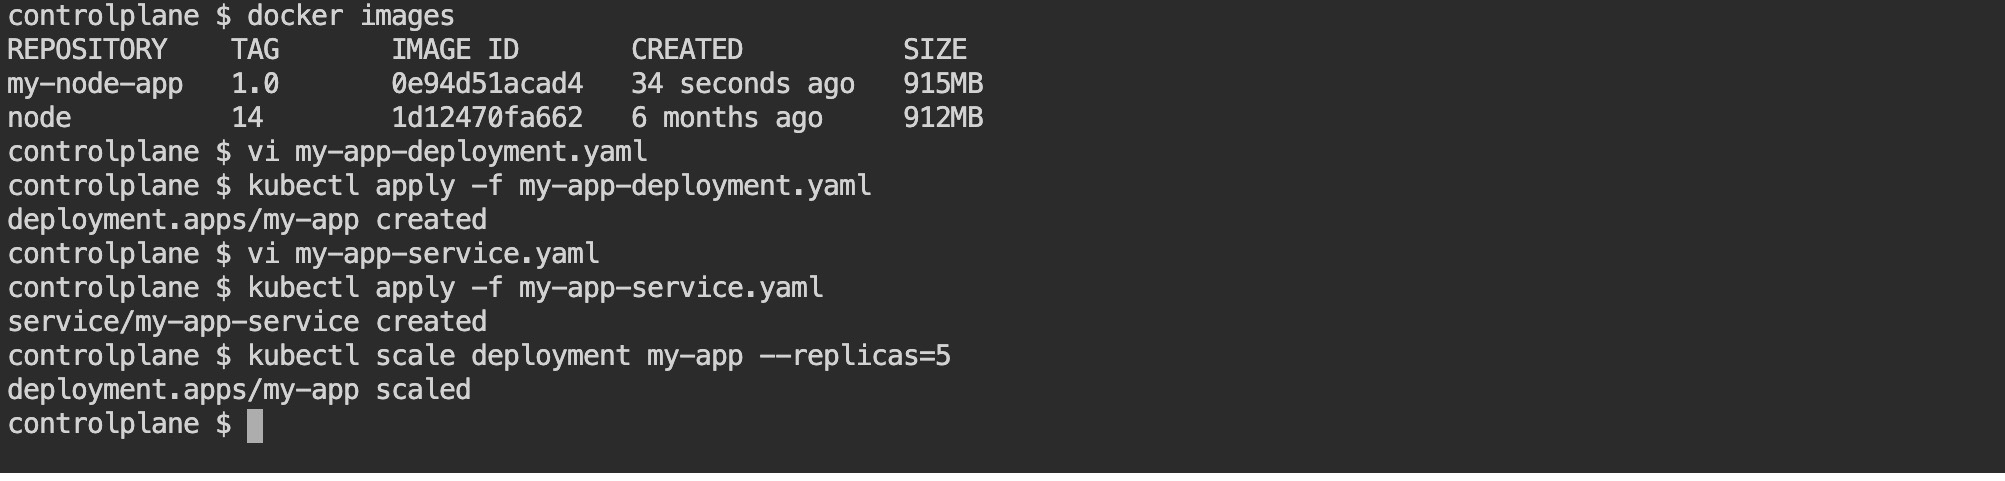 controlplane $ docker images
REPOSITORY    TAG       IMAGE ID       CREATED          SIZE
my-node-app   1.0       0e94d51acad4   34 seconds ago   915MB
node          14        1d12470fa662   6 months ago     912MB
controlplane $ vi my-app-deployment.yaml
controlplane $ kubectl apply -f my-app-deployment.yaml
deployment.apps/my-app created
controlplane $ vi my-app-service.yaml
controlplane $ kubectl apply -f my-app-service.yaml
service/my-app-service created
controlplane $ kubectl scale deployment my-app --replicas=5
deployment.apps/my-app scaled
controlplane $